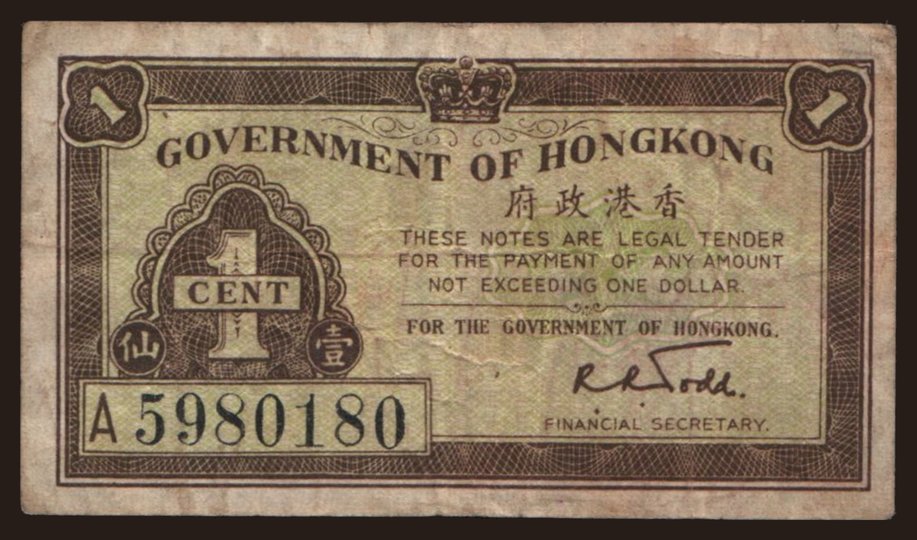 1
1
GOVERNMENT OF HONGKONG
府政港香
THESE NOTES ARE LEGAL TENDER
FOR THE PAYMENT OF ANY AMOUNT
NOT EXCEEDING ONE DOLLAR.
FOR THE GOVERNMENT OF HONGKONG.
R. R. Todd.
FINANCIAL SECRETARY.
1
CENT
仙 壹
A 5980180